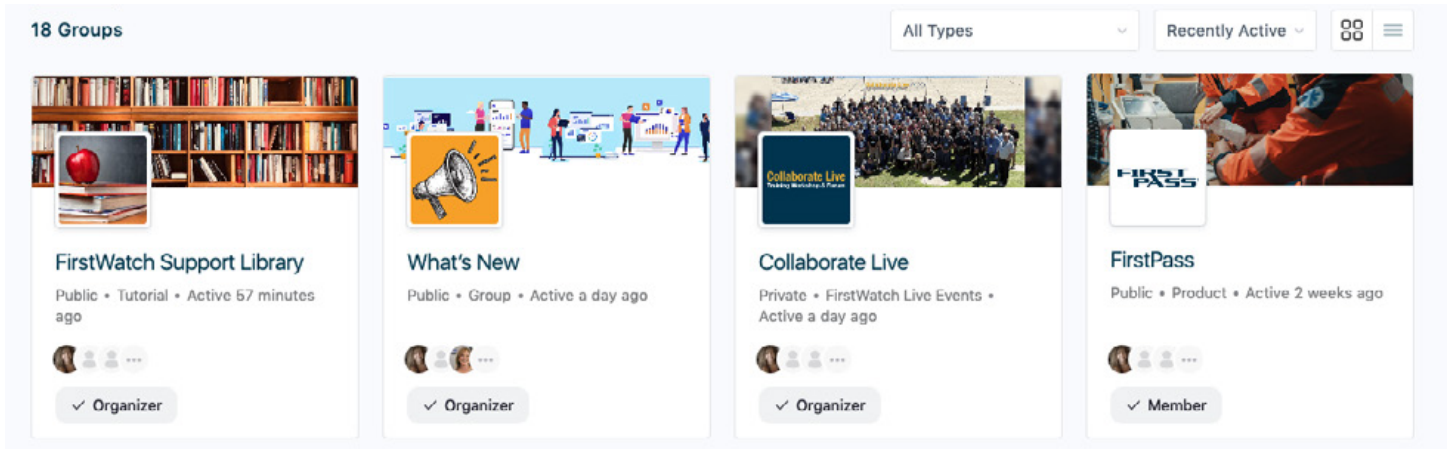 18 Groups
All Types
Recently Active
Collaborate Live
Training Workshop & Forum
FIRST
PASS
FirstWatch Support Library
Public • Tutorial • Active 57 minutes
ago
Organizer
What's New
Public • Group • Active a day ago
Organizer
Collaborate Live
Private • FirstWatch Live Events •
Active a day ago
Organizer
FirstPass
Public • Product • Active 2 weeks ago
Member